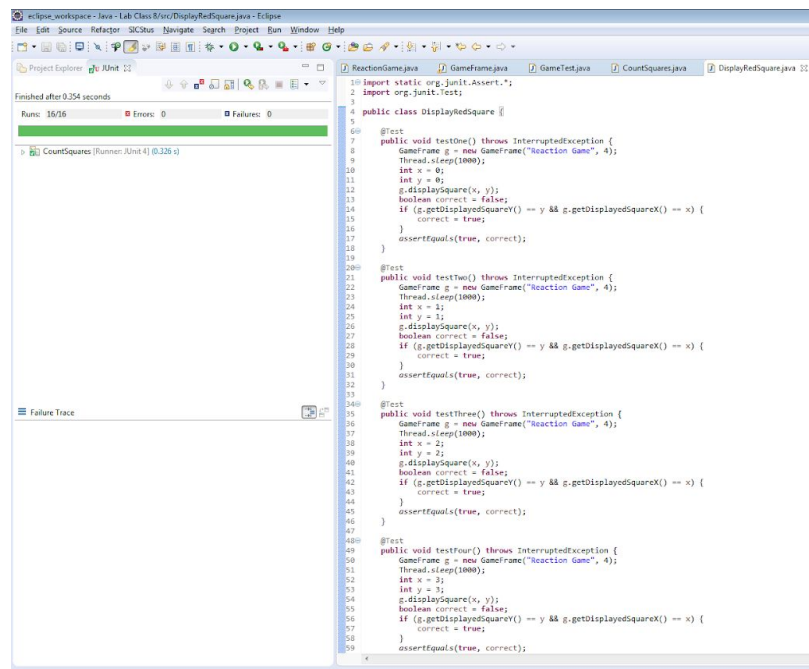 eclipse_workspace - Java - Lab Class 8/src/DisplayRedSquare.java - Eclipse
File Edit Source Refactor SICStus Navigate Search Project Run Window Help
Project Explorer JUnit
Finished after 0.354 seconds
Runs: 16/16 Errors: 0 Failures: 0
CountSquares [Runner: JUnit 4] (0.326 s)
Failure Trace
ReactionGame.java GameFrame.java GameTest.java CountSquares.java DisplayRedSquare.java
1 import static org.junit.Assert.*;
2 import org.junit.Test;
3
4 public class DisplayRedSquare {
5
6 @Test
7 public void testOne() throws InterruptedException {
8 GameFrame g = new GameFrame("Reaction Game", 4);
9 Thread.sleep(1000);
10 int x = 0;
11 int y = 0;
12 g.displaySquare(x, y);
13 boolean correct = false;
14 if (g.getDisplayedSquareY() == y && g.getDisplayedSquareX() == x) {
15 correct = true;
16 }
17 assertEquals(true, correct);
18 }
19
20 @Test
21 public void testTwo() throws InterruptedException {
22 GameFrame g = new GameFrame("Reaction Game", 4);
23 Thread.sleep(1000);
24 int x = 1;
25 int y = 1;
26 g.displaySquare(x, y);
27 boolean correct = false;
28 if (g.getDisplayedSquareY() == y && g.getDisplayedSquareX() == x) {
29 correct = true;
30 }
31 assertEquals(true, correct);
32 }
33
34 @Test
35 public void testThree() throws InterruptedException {
36 GameFrame g = new GameFrame("Reaction Game", 4);
37 Thread.sleep(1000);
38 int x = 2;
39 int y = 2;
40 g.displaySquare(x, y);
41 boolean correct = false;
42 if (g.getDisplayedSquareY() == y && g.getDisplayedSquareX() == x) {
43 correct = true;
44 }
45 assertEquals(true, correct);
46 }
47
48 @Test
49 public void testFour() throws InterruptedException {
50 GameFrame g = new GameFrame("Reaction Game", 4);
51 Thread.sleep(1000);
52 int x = 3;
53 int y = 3;
54 g.displaySquare(x, y);
55 boolean correct = false;
56 if (g.getDisplayedSquareY() == y && g.getDisplayedSquareX() == x) {
57 correct = true;
58 }
59 assertEquals(true, correct);